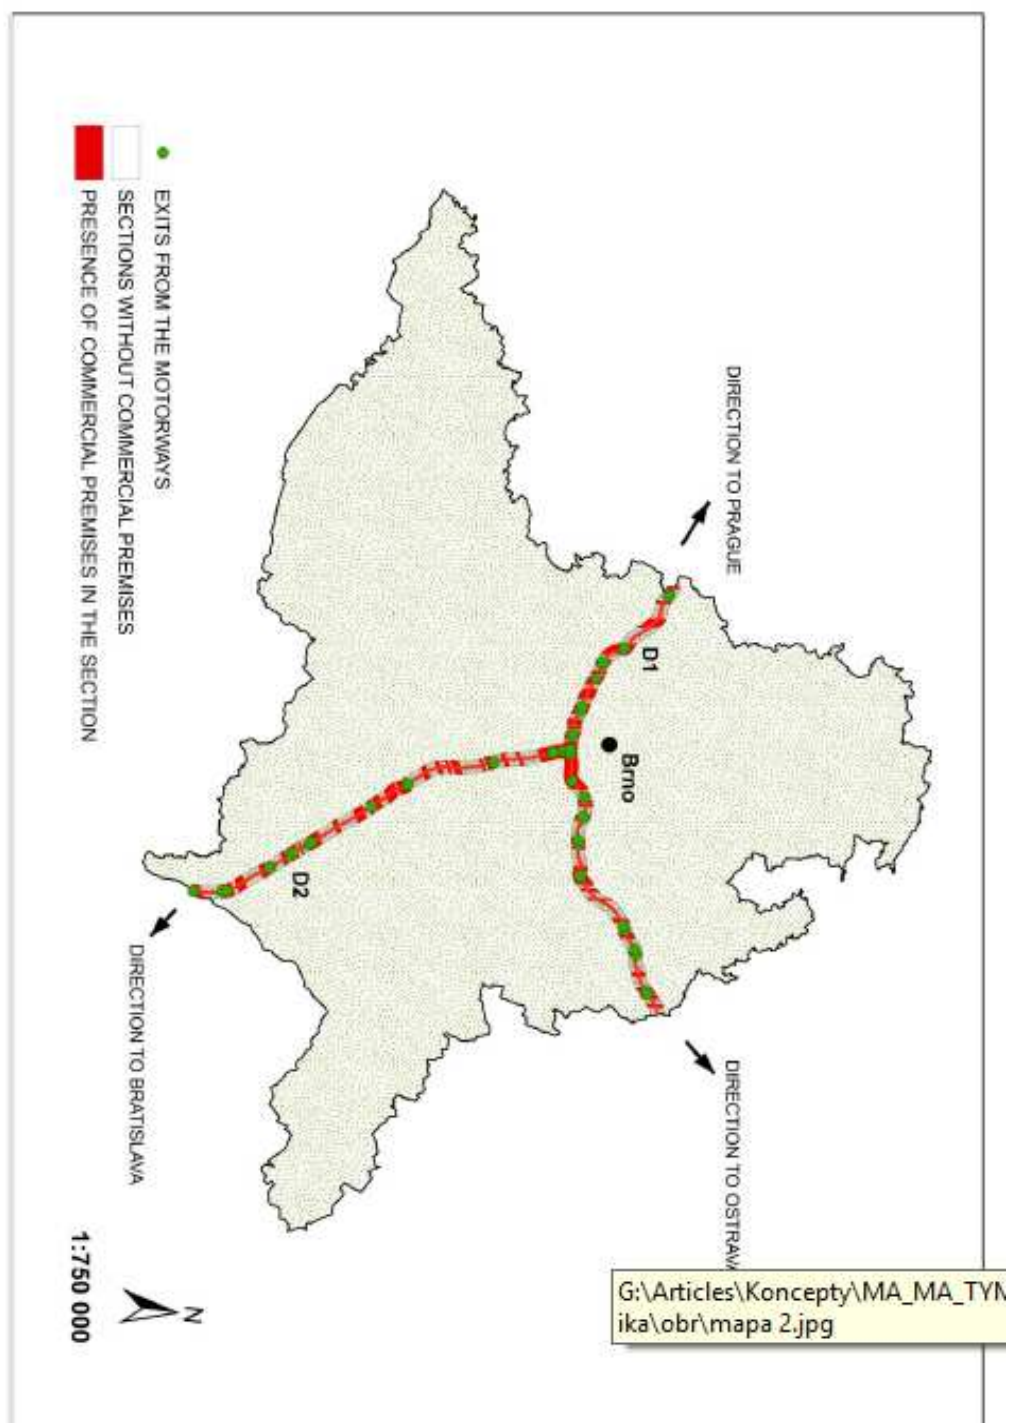 DIRECTION TO PRAGUE
DIRECTION TO OSTRAVA
D1
Brno
D2
DIRECTION TO BRATISLAVA
EXITS FROM THE MOTORWAYS
SECTIONS WITHOUT COMMERCIAL PREMISES
PRESENCE OF COMMERCIAL PREMISES IN THE SECTION
N
1:750 000
G:\Articles\Koncepty\MA_MA_TYM
ika\obr\mapa 2.jpg